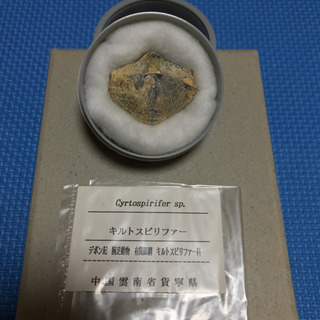 Cyrtospirifer sp.
キルトスピリファー
デボン紀 腕足動物 有関節綱 キルトスピリファー科
中国雲南省貨寧県